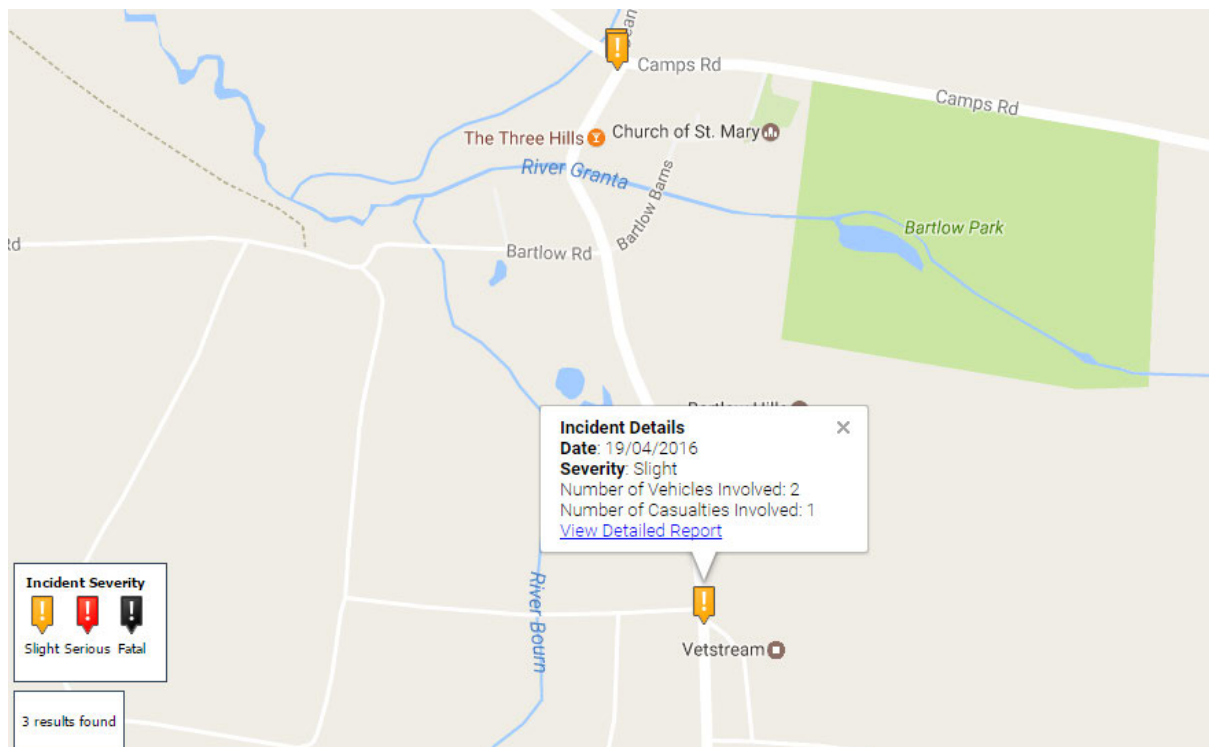 ean
Camps Rd
Camps Rd
The Three Hills
Church of St. Mary
River Granta
Bartlow Barns
Bartlow Park
Rd
Bartlow Rd
Incident Details
Date: 19/04/2016
Severity: Slight
Number of Vehicles Involved: 2
Number of Casualties Involved: 1
View Detailed Report
River Bourn
Vetstream
Incident Severity
Slight Serious Fatal
3 results found